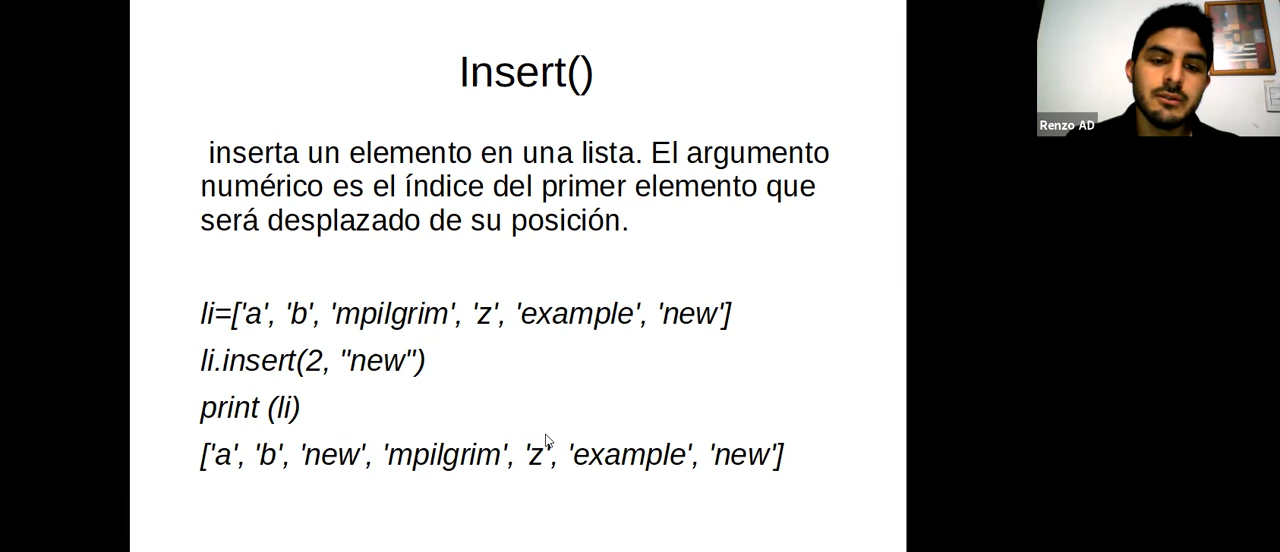 Insert()
inserta un elemento en una lista. El argumento
numérico es el índice del primer elemento que
será desplazado de su posición.
li=['a', 'b', 'mpilgrim', 'z', 'example', 'new']
li.insert(2, "new")
print (li)
['a', 'b', 'new', 'mpilgrim', 'z', 'example', 'new']
Renzo AD